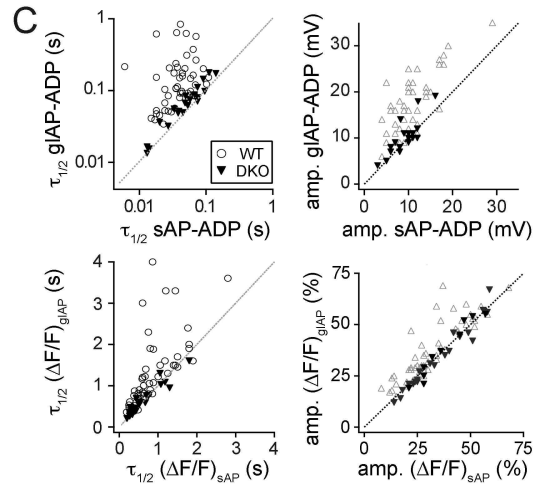 C
τ1/2 glAP-ADP (s)
1
0.1
0.01
0.01
0.1
1
τ1/2 sAP-ADP (s)
WT
DKO
amp. glAP-ADP (mV)
30
20
10
0
0
10
20
30
amp. sAP-ADP (mV)
τ1/2 (ΔF/F)glAP (s)
4
3
2
1
0
0
1
2
3
4
τ1/2 (ΔF/F)sAP (s)
amp. (ΔF/F)glAP (%)
75
50
25
0
0
25
50
75
amp. (ΔF/F)sAP (%)